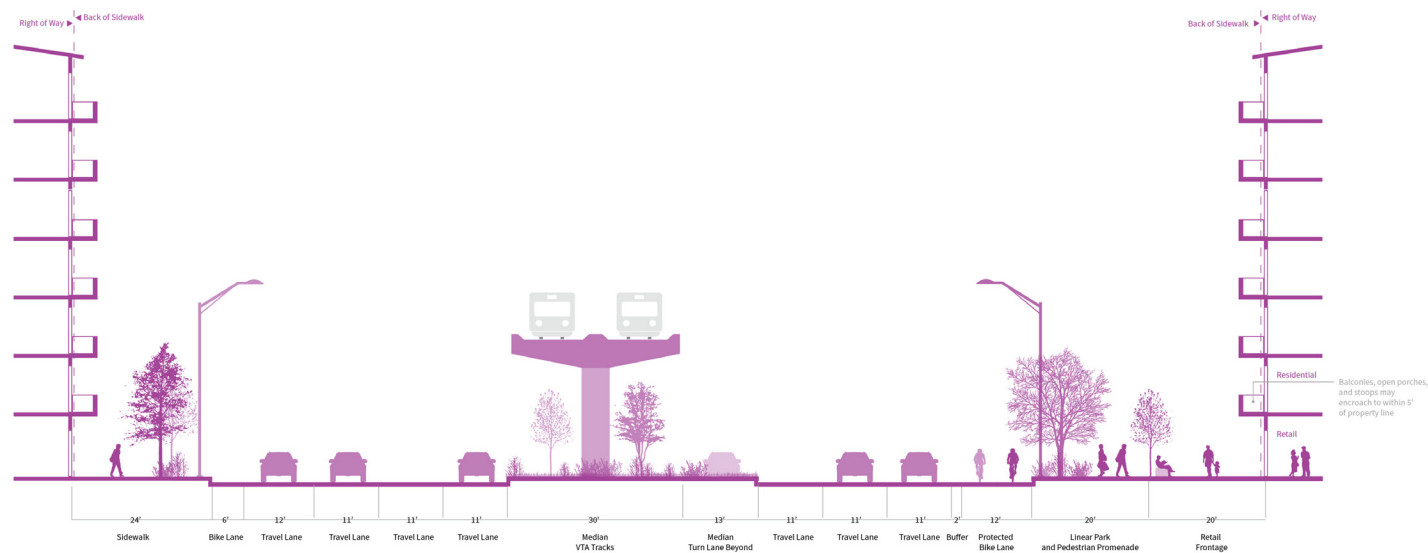 Right of Way
Back of Sidewalk
Back of Sidewalk
Right of Way
Residential
Balconies, open porches,
and stoops may
encroach to within 5'
of property line
Retail
24' 6' 12' 11' 11' 11' 30' 13' 11' 11' 11' 2' 12' 20' 20'
Sidewalk Bike Lane Travel Lane Travel Lane Travel Lane Travel Lane Median Median Travel Lane Travel Lane Travel Lane Buffer Protected Linear Park Retail
VTA Tracks Turn Lane Beyond Bike Lane and Pedestrian Promenade Frontage